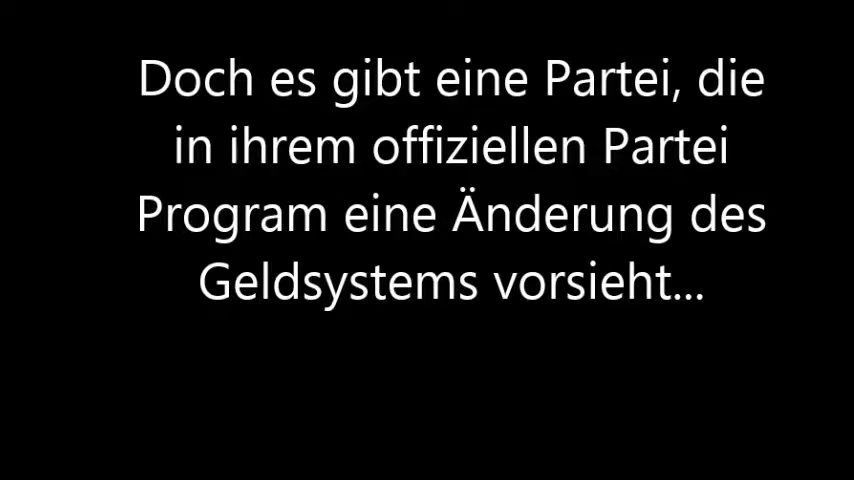 Doch es gibt eine Partei, die
in ihrem offiziellen Partei
Program eine Änderung des
Geldsystems vorsieht...